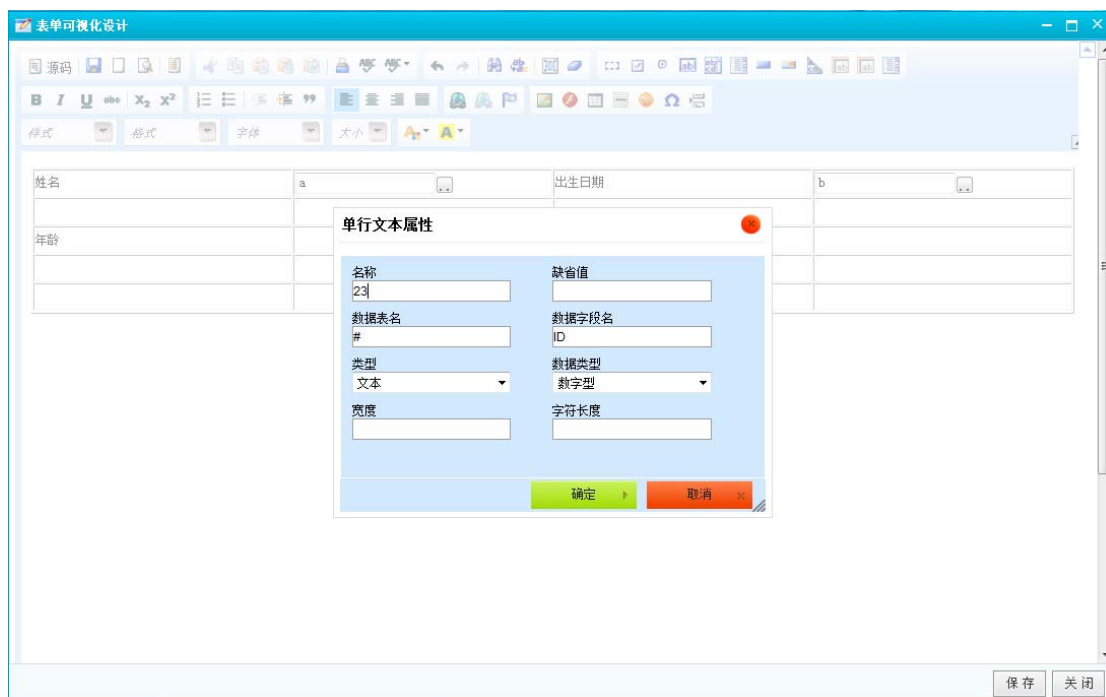 表单可视化设计
源码
样式 格式 字体 大小
姓名 a 出生日期 b
年龄
单行文本属性
名称 缺省值
23
数据表名 数据字段名
# ID
类型 数据类型
文本 数字型
宽度 字符长度
确定 取消
保存 关闭